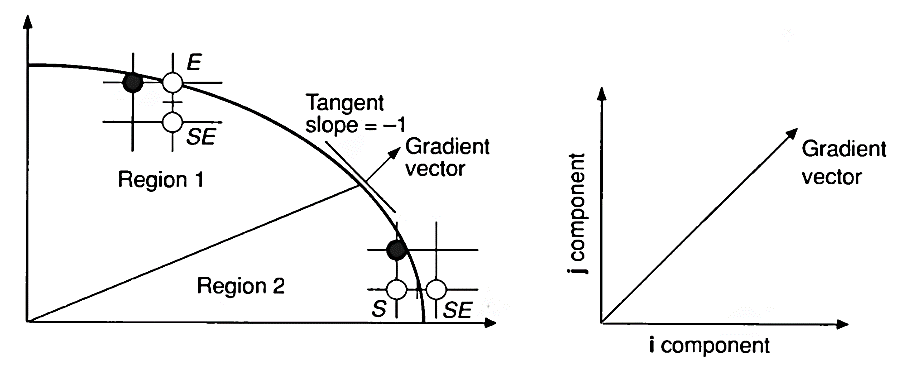 E
SE
Region 1
Tangent
slope = –1
Gradient
vector
Region 2
S
SE
j component
Gradient
vector
i component